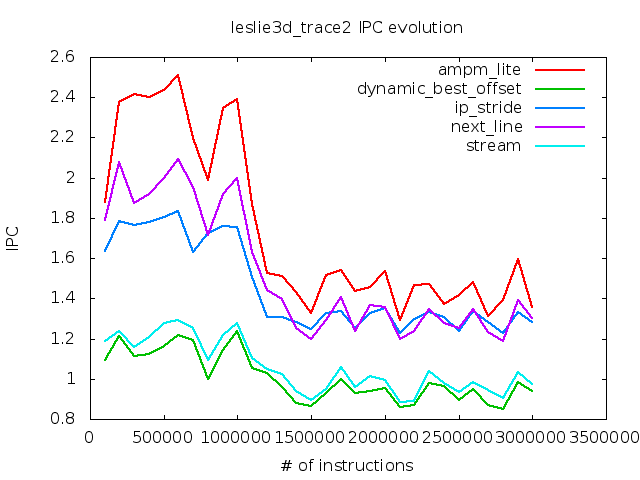 leslie3d_trace2 IPC evolution
2.6
2.4
2.2
2
1.8
1.6
1.4
1.2
1
0.8
IPC
ampm_lite
dynamic_best_offset
ip_stride
next_line
stream
0 500000 1000000 1500000 2000000 2500000 3000000 3500000
# of instructions